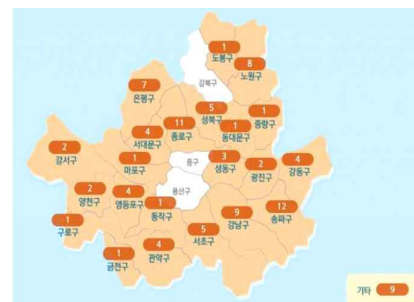 1
도봉구
8
노원구
강북구
7
은평구
5
성북구
1
중랑구
11
종로구
4
서대문구
1
동대문구
2
강서구
1
마포구
중구
3
성동구
2
광진구
4
강동구
2
양천구
4
영등포구
용산구
1
동작구
12
송파구
9
강남구
1
구로구
5
서초구
4
관악구
1
금천구
기타 9